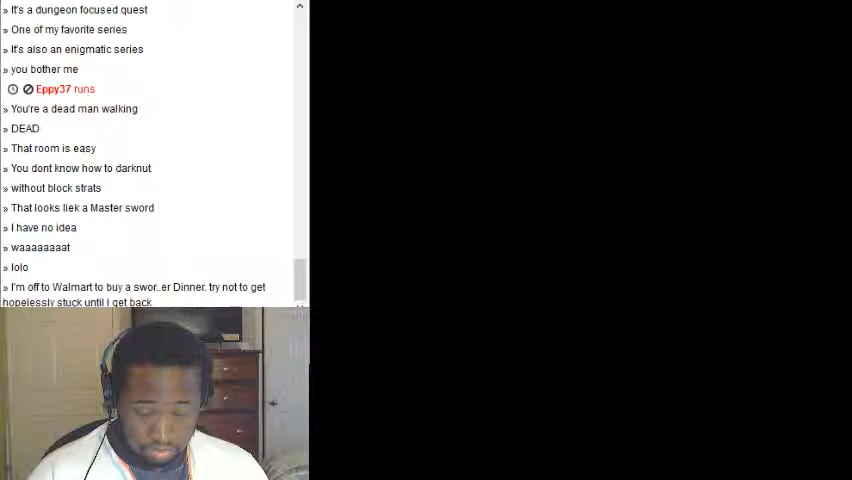 » It's a dungeon focused quest
» One of my favorite series
» It's also an enigmatic series
» you bother me
Eppy37 runs
» You're a dead man walking
» DEAD
» That room is easy
» You dont know how to darknut
» without block strats
» That looks liek a Master sword
» I have no idea
» waaaaaaat
» lolo
» I'm off to Walmart to buy a swor..er Dinner. try not to get
hopelessly stuck until I get back